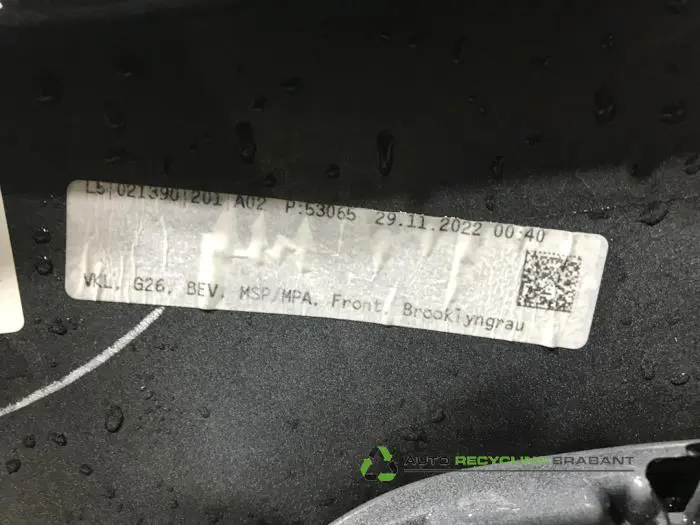 L5|021390|201|A02 P:53065 29.11.2022 00:40
VKL, G26, BEV, MSP/MPA, Front, Brooklyngrau
AUTO RECYCLING BRABANT